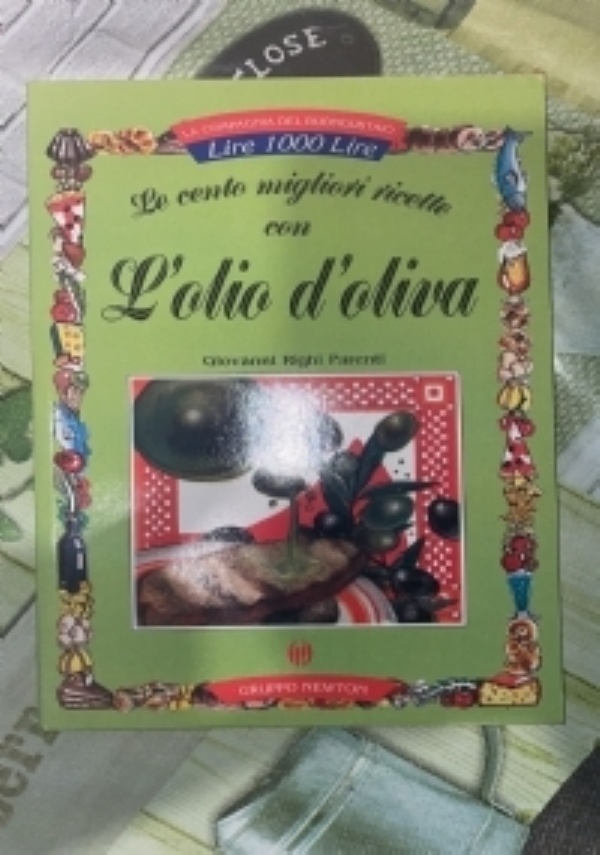 CLOSE
LA COMPAGNIA DEL BUONGUSTAIO
Lire 1000 Lire
Le cento migliori ricette
con
L'olio d'oliva
Giovanni Righi Parenti
GRUPPO NEWTON